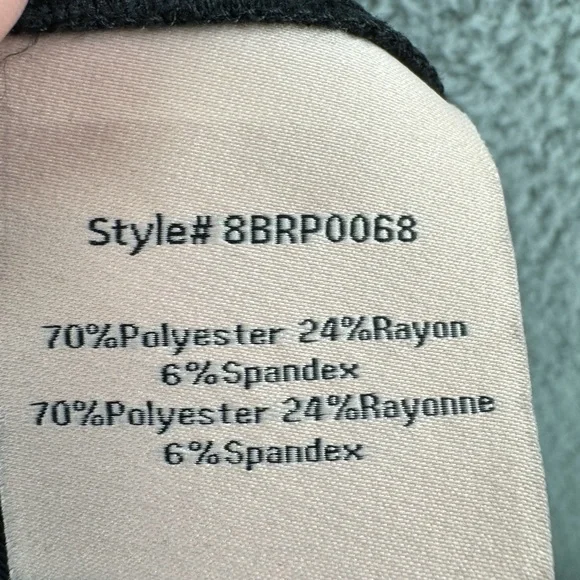 Style# 8BRP0068
70%Polyester 24%Rayon
6%Spandex
70%Polyester 24%Rayonne
6%Spandex